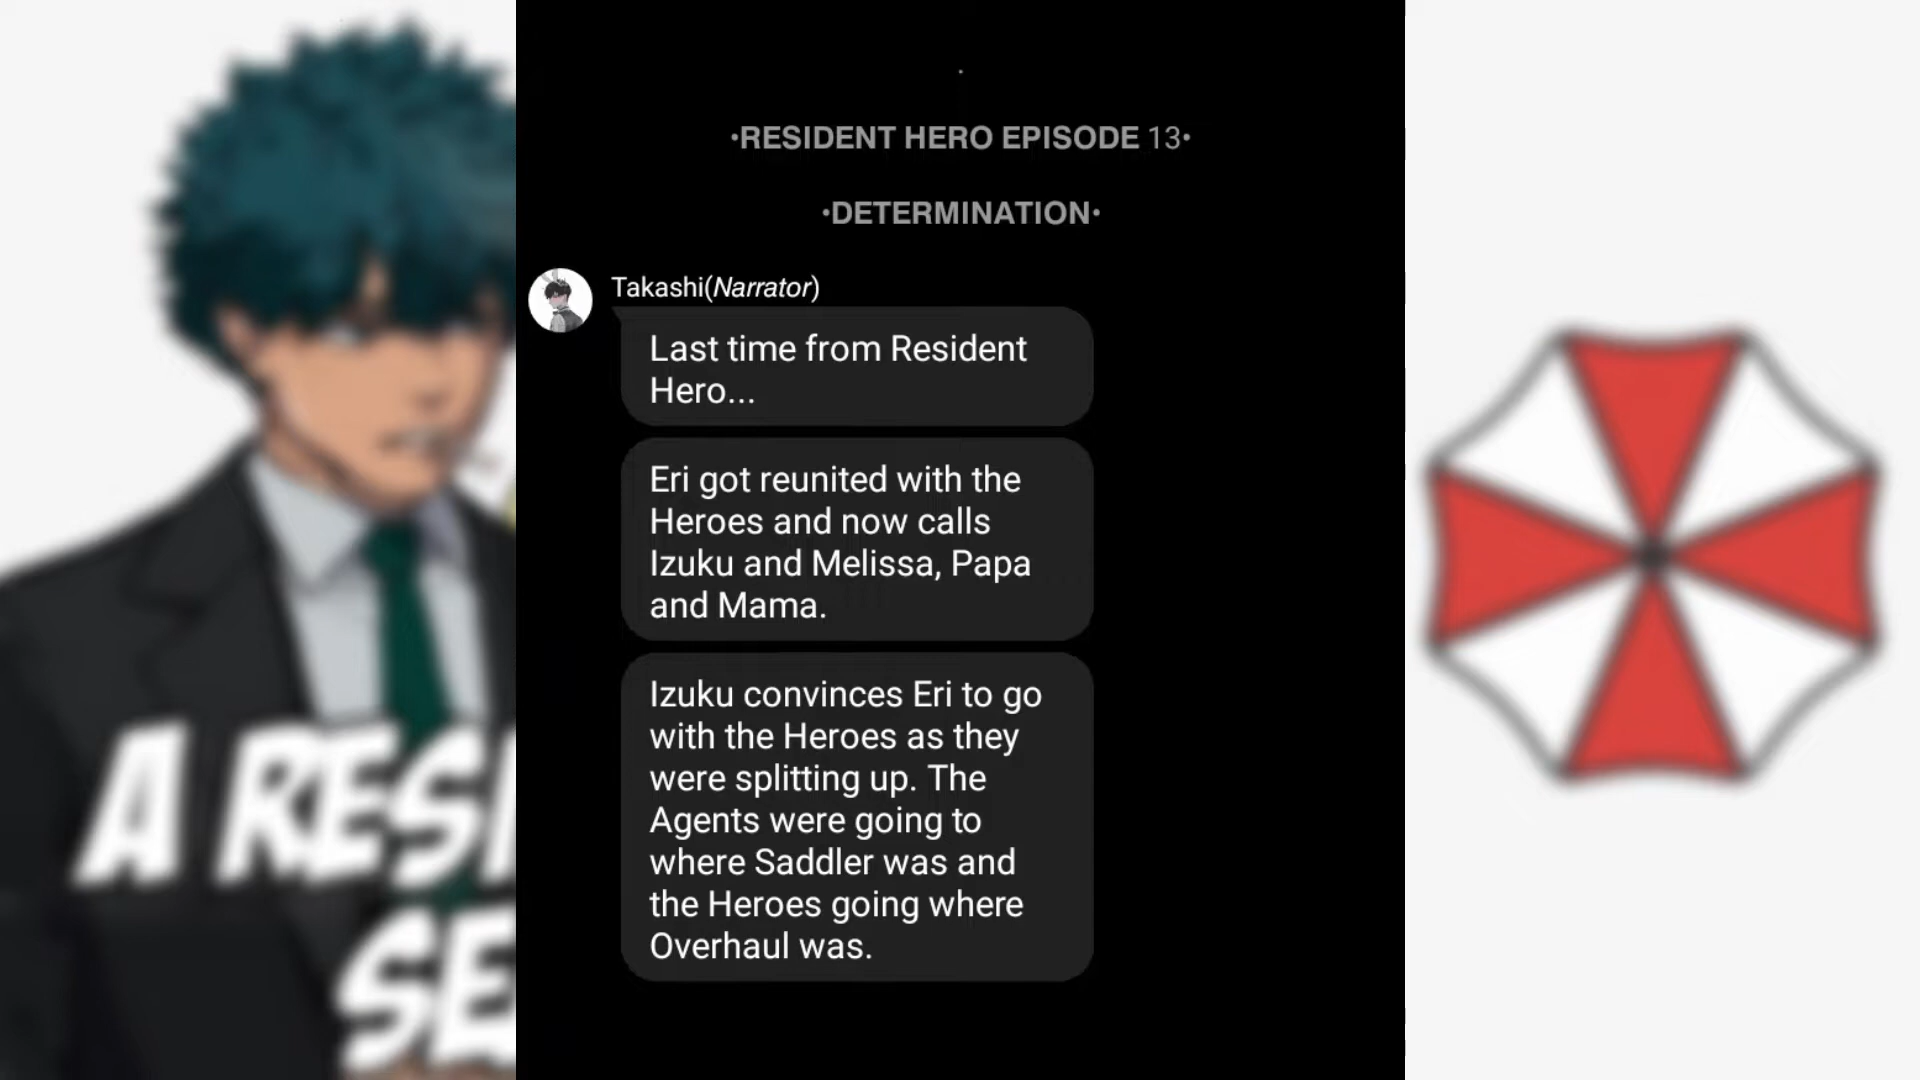 •RESIDENT HERO EPISODE 13•
•DETERMINATION•
Takashi(Narrator)
Last time from Resident
Hero...
Eri got reunited with the
Heroes and now calls
Izuku and Melissa, Papa
and Mama.
Izuku convinces Eri to go
with the Heroes as they
were splitting up. The
Agents were going to
where Saddler was and
the Heroes going where
Overhaul was.
A RESI
SE